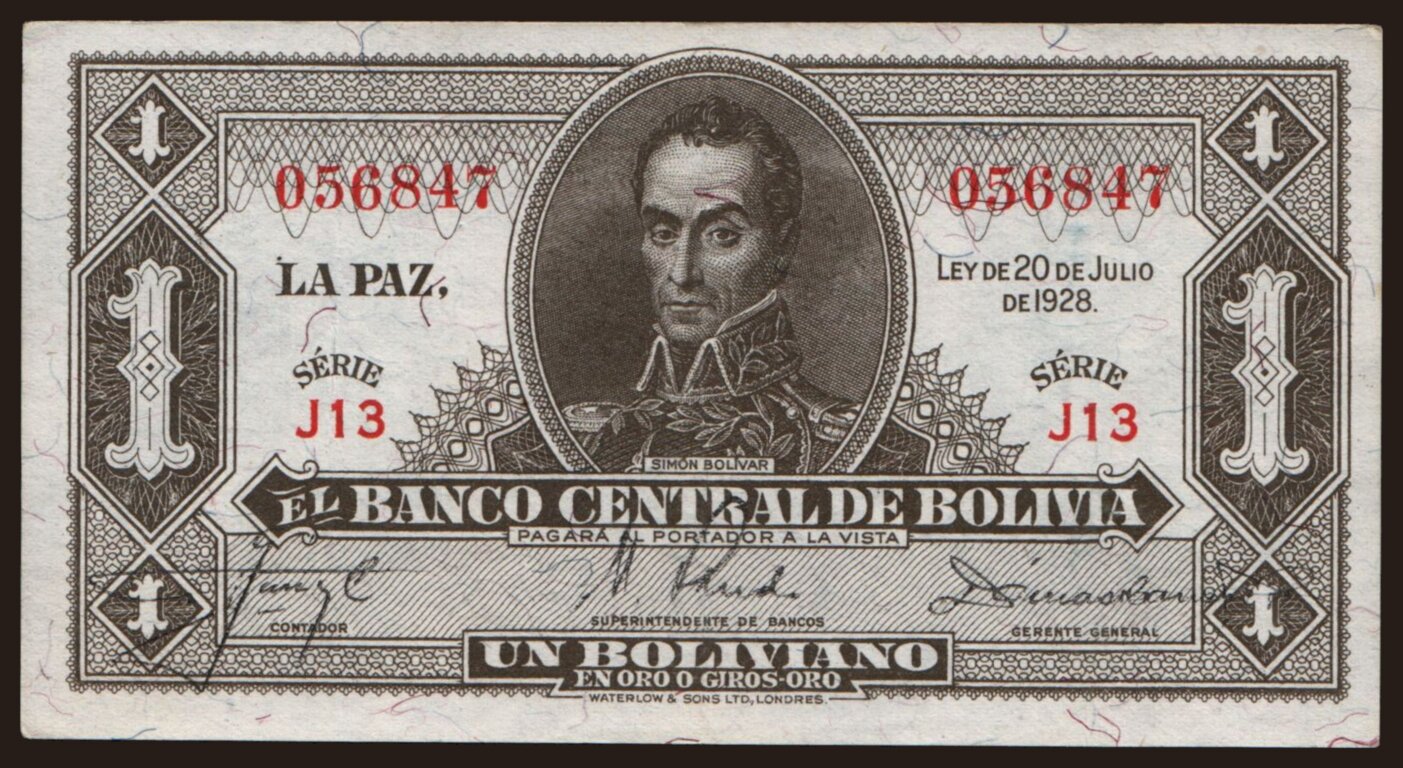 1 1
056847 056847
LA PAZ, LEY DE 20 DE JULIO
DE 1928.
1 1
SÉRIE SÉRIE
J13 J13
SIMÓN BOLÍVAR
EL BANCO CENTRAL DE BOLIVIA
PAGARÁ AL PORTADOR A LA VISTA
1 1
CONTADOR SUPERINTENDENTE DE BANCOS GERENTE GENERAL
UN BOLIVIANO
EN ORO O GIROS-ORO
WATERLOW & SONS LTD, LONDRES.